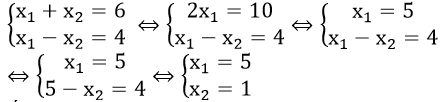 {x₁ + x₂ = 6 ⇔ {2x₁ = 10 ⇔ {x₁ = 5
{x₁ − x₂ = 4 ⇔ {x₁ − x₂ = 4 ⇔ {x₁ − x₂ = 4
⇔ {x₁ = 5 ⇔ {x₁ = 5
{5 − x₂ = 4 ⇔ {x₂ = 1